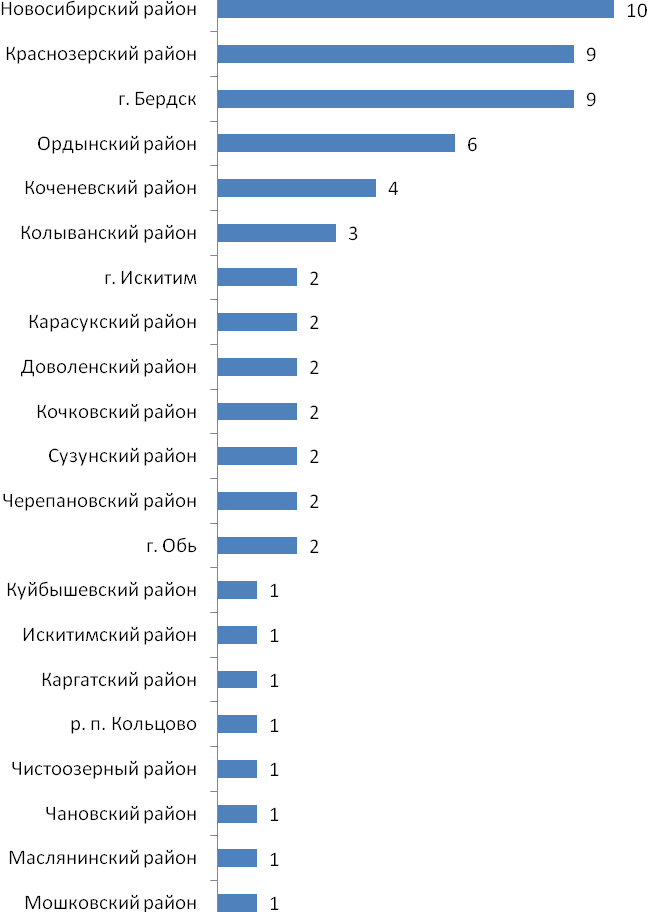 Новосибирский район 10
Краснозерский район 9
г. Бердск 9
Ордынский район 6
Коченевский район 4
Колыванский район 3
г. Искитим 2
Карасукский район 2
Доволенский район 2
Кочковский район 2
Сузунский район 2
Черепановский район 2
г. Обь 2
Куйбышевский район 1
Искитимский район 1
Каргатский район 1
р. п. Кольцово 1
Чистоозерный район 1
Чановский район 1
Маслянинский район 1
Мошковский район 1